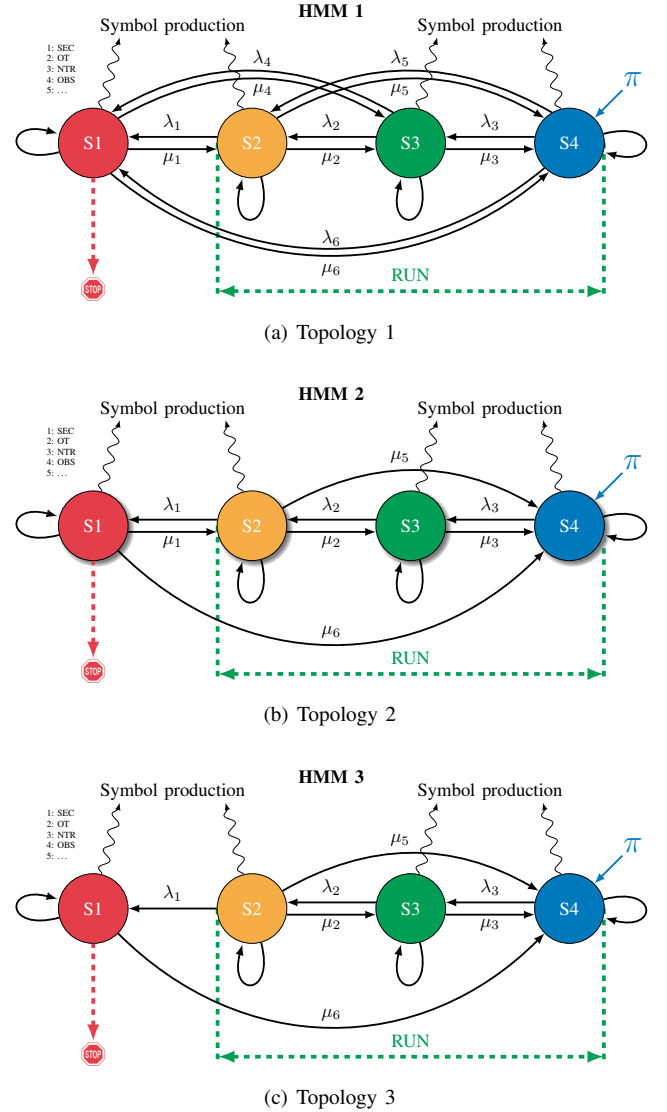 HMM 1
Symbol production Symbol production
1: SEC
2: OT
3: NTR
4: OBS
5: …
λ4 λ5
μ4 μ5
π
λ1 λ2 λ3
S1 S2 S3 S4
μ1 μ2 μ3
λ6
μ6
RUN
STOP
(a) Topology 1
HMM 2
Symbol production Symbol production
1: SEC
2: OT
3: NTR
4: OBS
5: …
μ5
π
λ1 λ2 λ3
S1 S2 S3 S4
μ1 μ2 μ3
μ6
RUN
STOP
(b) Topology 2
HMM 3
Symbol production Symbol production
1: SEC
2: OT
3: NTR
4: OBS
5: …
μ5
π
λ1 λ2 λ3
S1 S2 S3 S4
μ2 μ3
μ6
RUN
STOP
(c) Topology 3